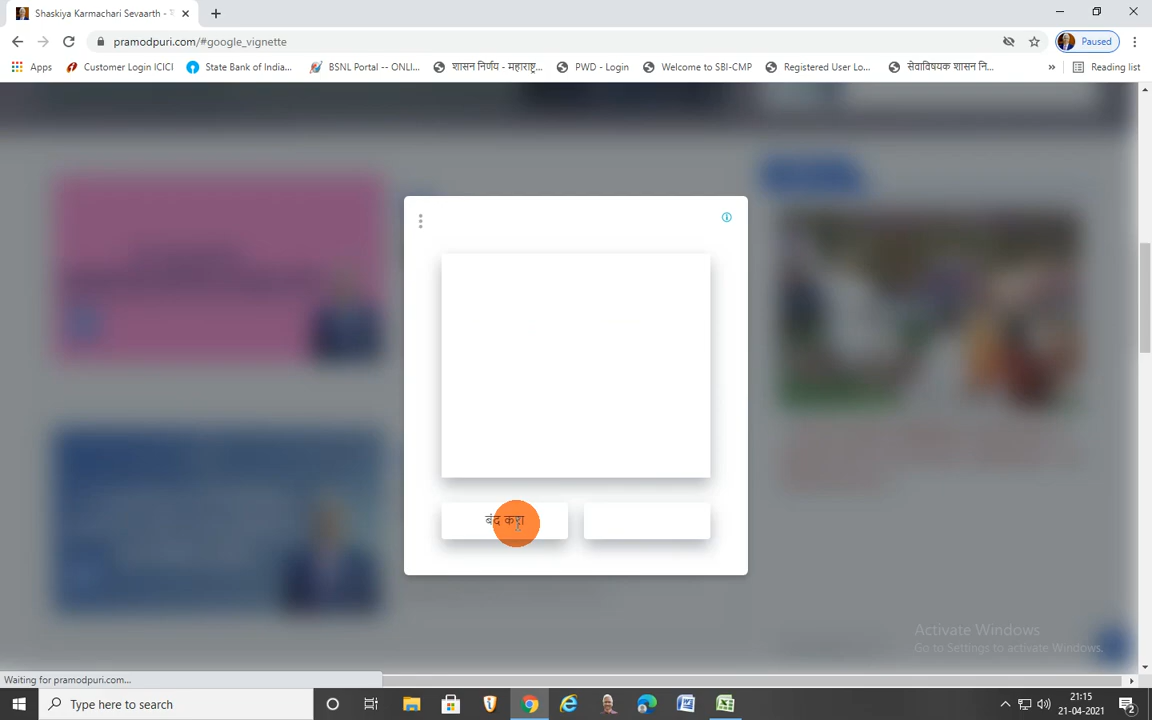 Shaskiya Karmachari Sevaarth -
pramodpuri.com/#google_vignette
Paused
Apps
Customer Login ICICI
State Bank of India...
BSNL Portal -- ONLI...
शासन निर्णय - महाराष्ट्र...
PWD - Login
Welcome to SBI-CMP
Registered User Lo...
सेवाविषयक शासन नि...
»
Reading list
बंद करा
Activate Windows
Go to Settings to activate Windows.
Waiting for pramodpuri.com...
Type here to search
21:15
21-04-2021
2